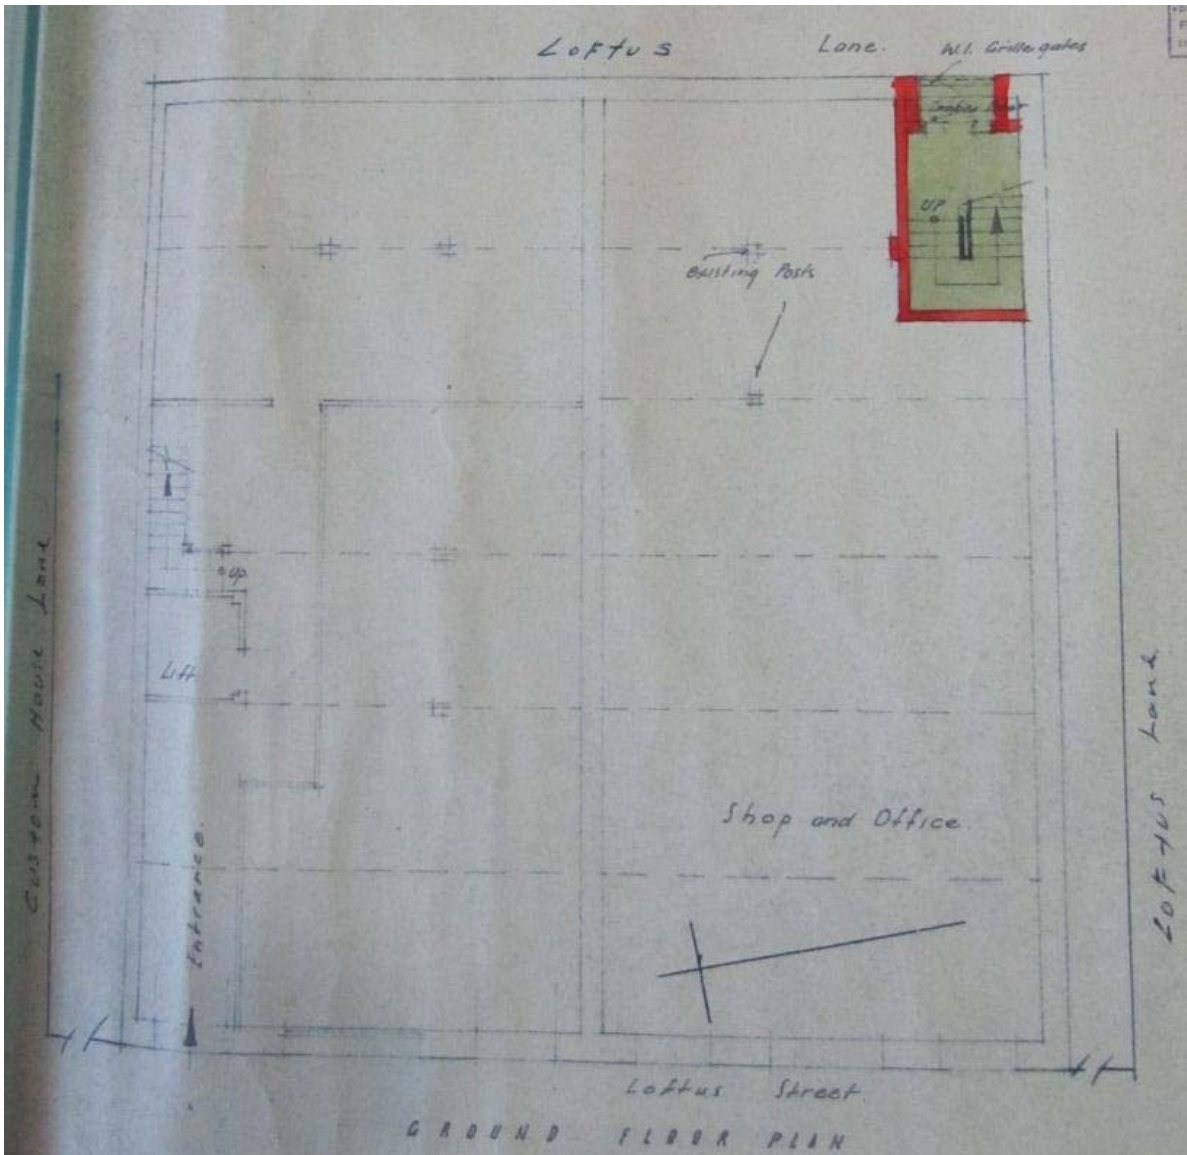 Loftus Lane.
W.I. Grille gates
UP
existing Posts
Up.
Lift
Custom House Lane
Entrance.
Shop and Office.
Loftus Lane
Loftus Street
GROUND FLOOR PLAN